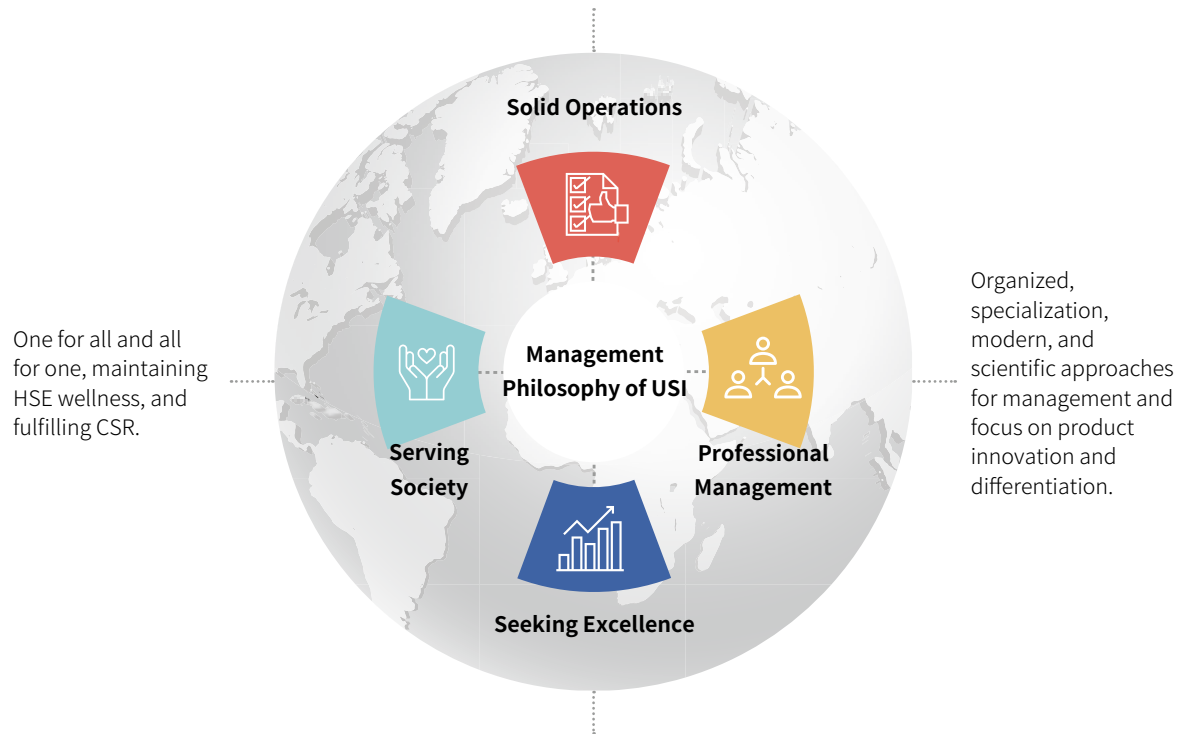 Solid Operations
One for all and all
for one, maintaining
HSE wellness, and
fulfilling CSR.
Management
Philosophy of USI
Organized,
specialization,
modern, and
scientific approaches
for management and
focus on product
innovation and
differentiation.
Serving
Society
Professional
Management
Seeking Excellence